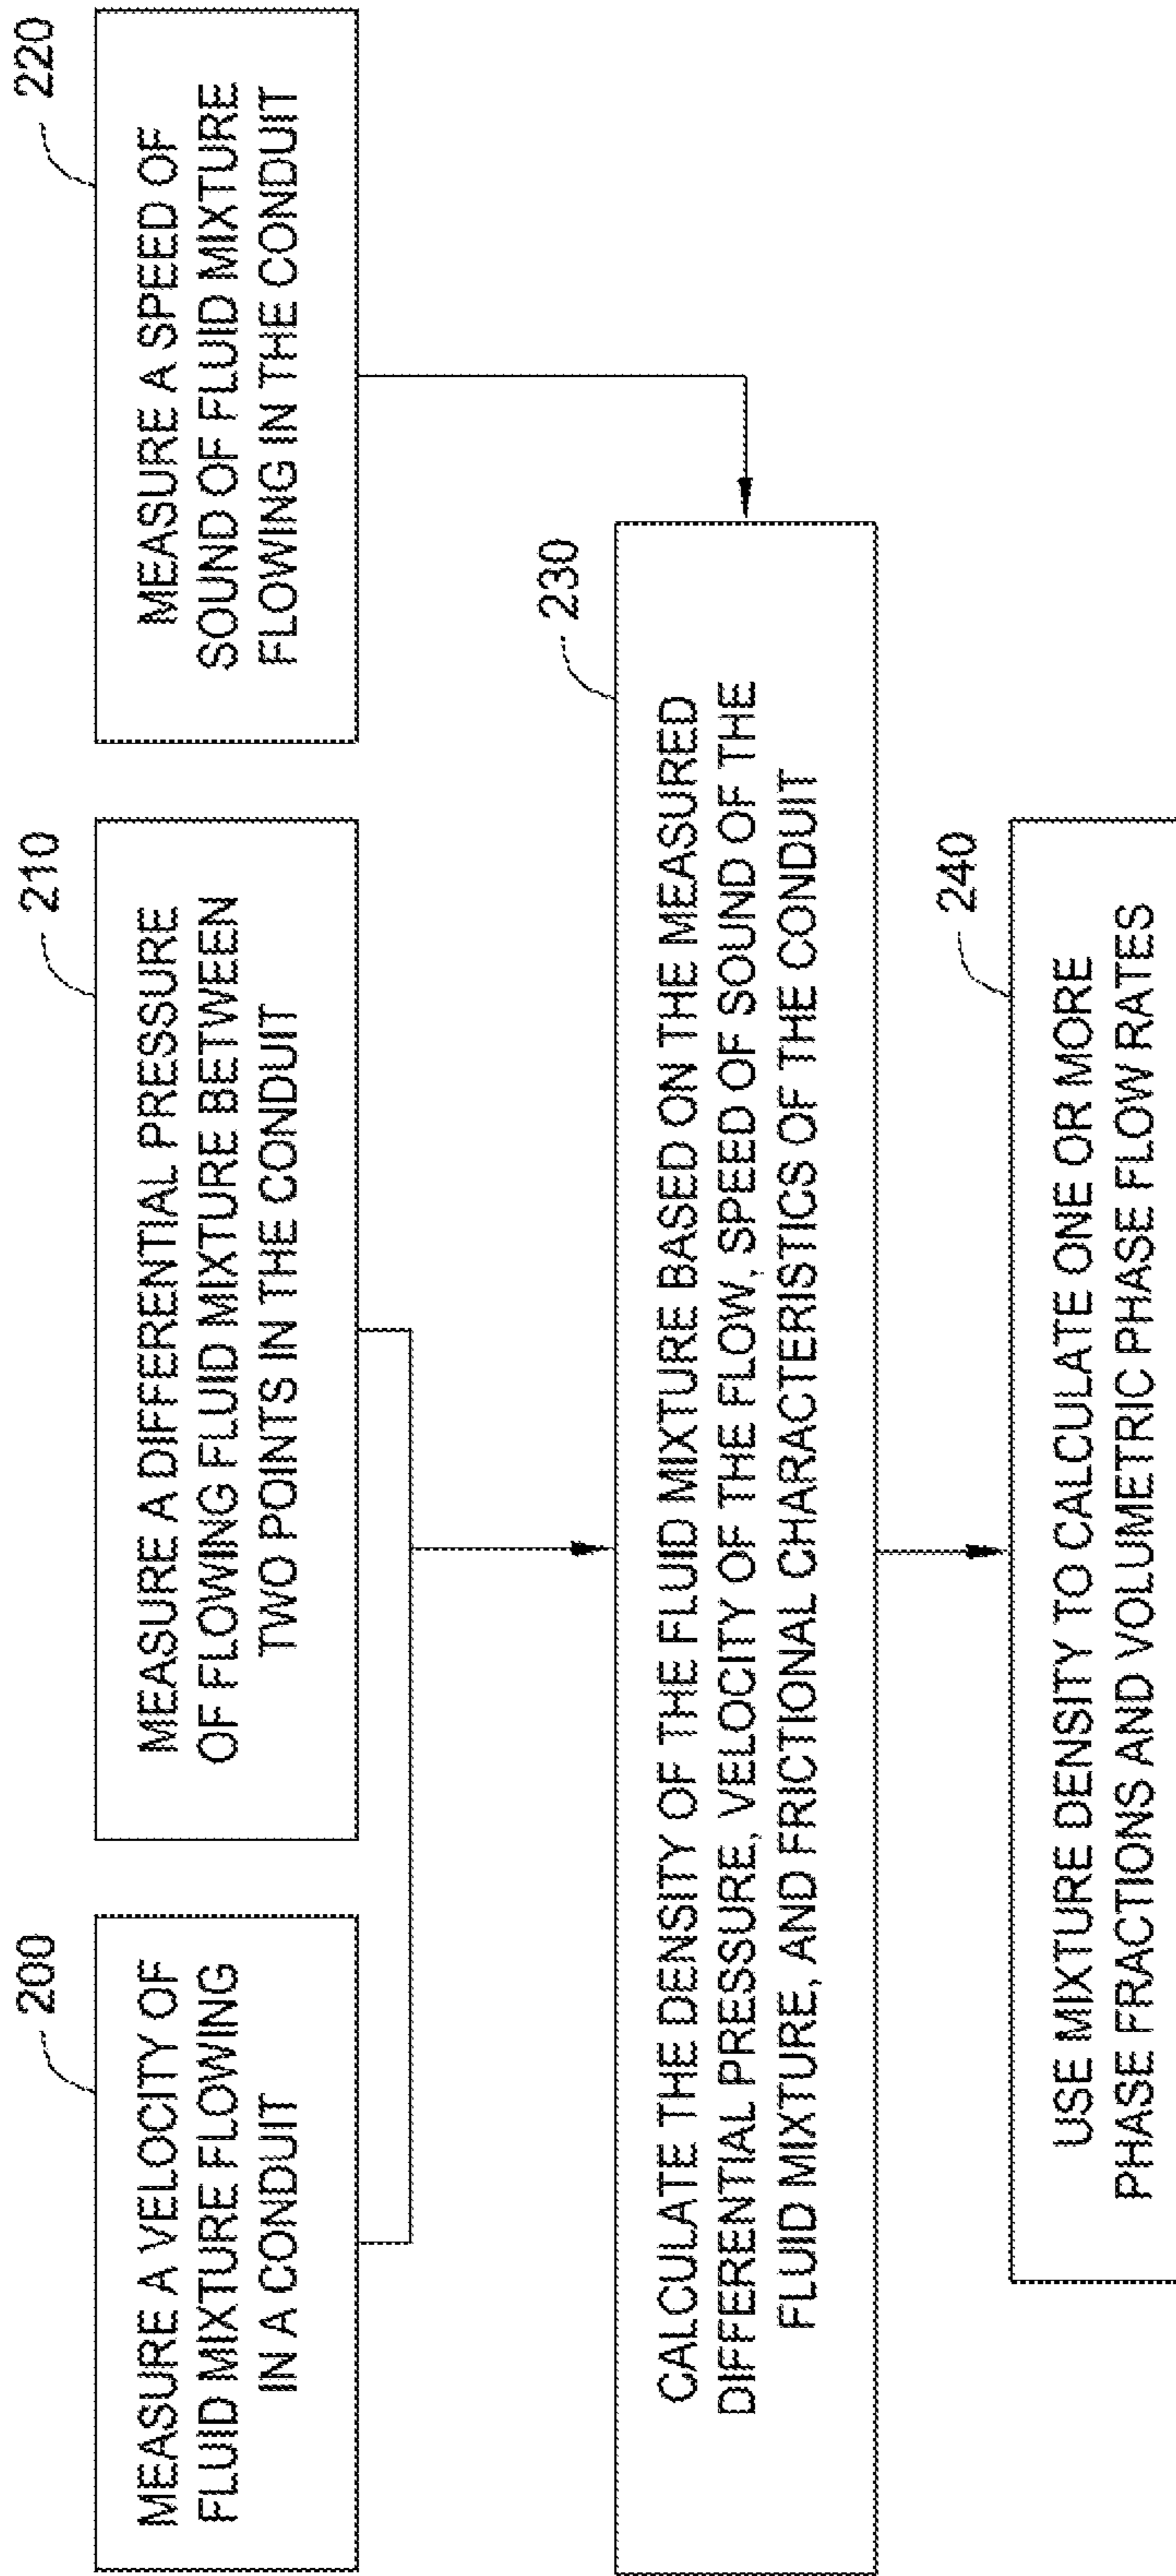 200
MEASURE A VELOCITY OF
FLUID MIXTURE FLOWING
IN A CONDUIT
210
MEASURE A DIFFERENTIAL PRESSURE
OF FLOWING FLUID MIXTURE BETWEEN
TWO POINTS IN THE CONDUIT
220
MEASURE A SPEED OF
SOUND OF FLUID MIXTURE
FLOWING IN THE CONDUIT
230
CALCULATE THE DENSITY OF THE FLUID MIXTURE BASED ON THE MEASURED
DIFFERENTIAL PRESSURE, VELOCITY OF THE FLOW, SPEED OF SOUND OF THE
FLUID MIXTURE, AND FRICTIONAL CHARACTERISTICS OF THE CONDUIT
240
USE MIXTURE DENSITY TO CALCULATE ONE OR MORE
PHASE FRACTIONS AND VOLUMETRIC PHASE FLOW RATES